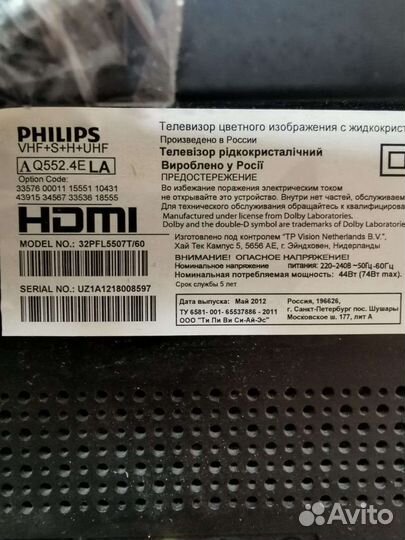 PHILIPS
VHF+S+H+UHF
A Q552.4E LA
Option Code:
33576 00011 15551 10431
43915 34567 33536 18555
HDMI
MODEL NO.: 32PFL5507T/60
SERIAL NO.: UZ1A1218008597
Телевизор цветного изображения с жидкокрист
Произведено в России
Телевізор рідкокристалічний
Вироблено у Росії
ПРЕДОСТЕРЕЖЕНИЕ
Во избежание поражения электрическим током
не открывайте это устройство. Внутри нет частей, обслуживае
Для технического обслуживания обращайтесь к квалифицирова
Manufactured under license from Dolby Laboratories.
Dolby and the double-D symbol are trademarks of Dolby Laborato
Изготовлено под контролем "TP Vision Netherlands B.V.",
Хай Тек Кампус 5, 5656 AE, г. Эйндховен, Нидерланды
ВНИМАНИЕ! ОПАСНОЕ НАПРЯЖЕНИЕ!
Номинальное напряжение питания: 220-240В ~50Гц-60Гц
Номинальная потребляемая мощность: 44Вт (74Вт max).
Срок службы 5 лет
Дата выпуска: Май 2012
ТУ 6581- 001- 65537886 - 2011
ООО "Ти Пи Ви Си-Ай-Эс"
Россия, 196626,
г. Санкт-Петербург пос. Шушары
Московское ш. 177, лит А
Avito